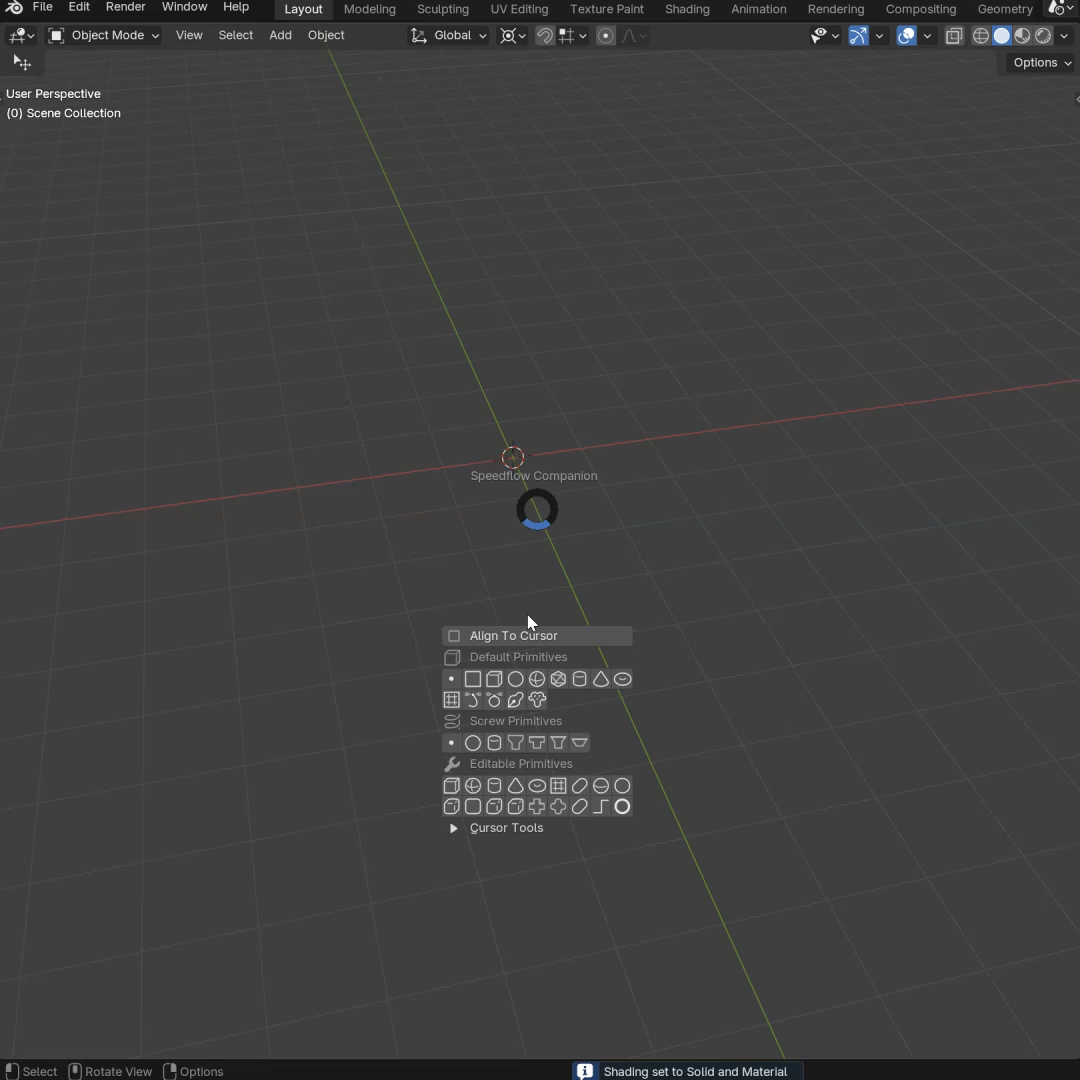 File Edit Render Window Help Layout Modeling Sculpting UV Editing Texture Paint Shading Animation Rendering Compositing Geometry
Object Mode View Select Add Object Global
Options
User Perspective
(0) Scene Collection
Speedflow Companion
Align To Cursor
Default Primitives
Screw Primitives
Editable Primitives
Cursor Tools
Select Rotate View Options Shading set to Solid and Material